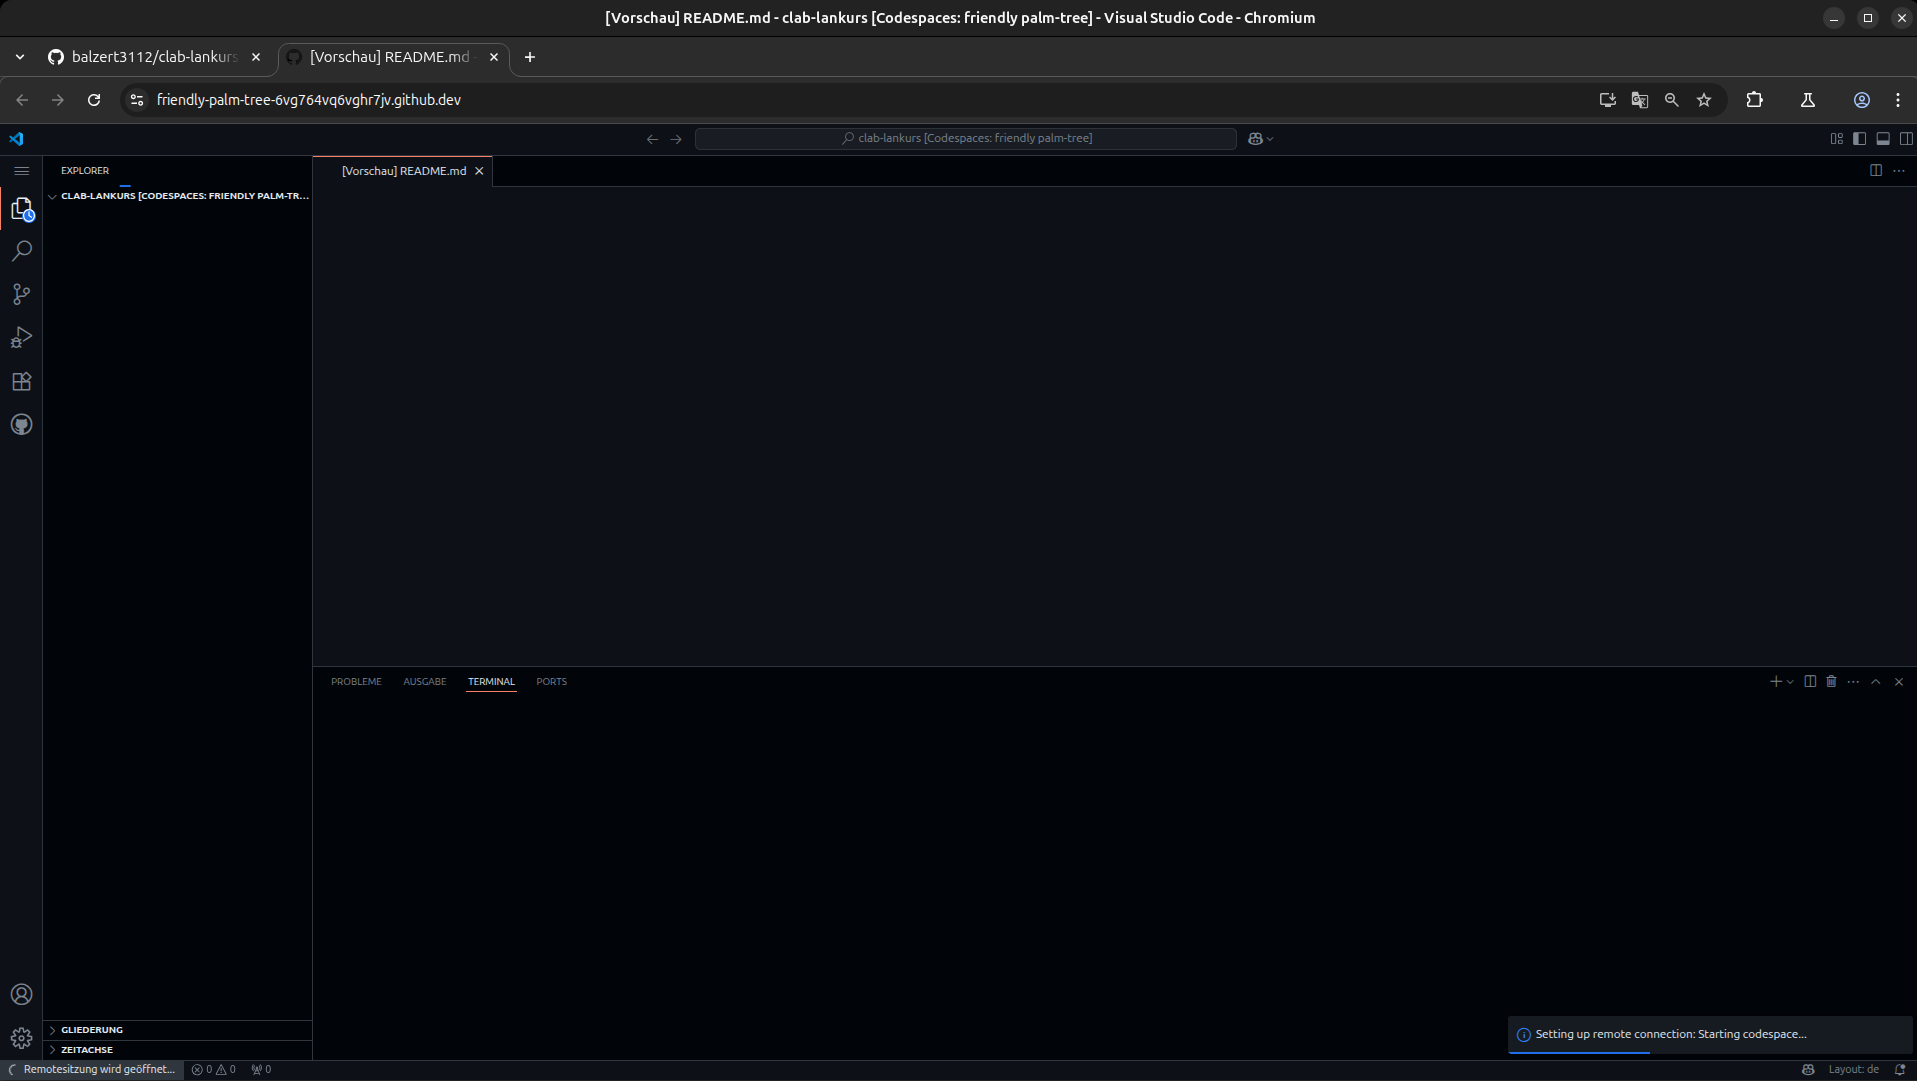 [Vorschau] README.md - clab-lankurs [Codespaces: friendly palm-tree] - Visual Studio Code - Chromium
balzert3112/clab-lankurs
[Vorschau] README.md -
friendly-palm-tree-6vg764vq6vghr7jv.github.dev
clab-lankurs [Codespaces: friendly palm-tree]
EXPLORER
CLAB-LANKURS [CODESPACES: FRIENDLY PALM-TR...
[Vorschau] README.md
PROBLEME
AUSGABE
TERMINAL
PORTS
GLIEDERUNG
ZEITACHSE
Setting up remote connection: Starting codespace...
Remotesitzung wird geöffnet...
0
0
0
Layout: de